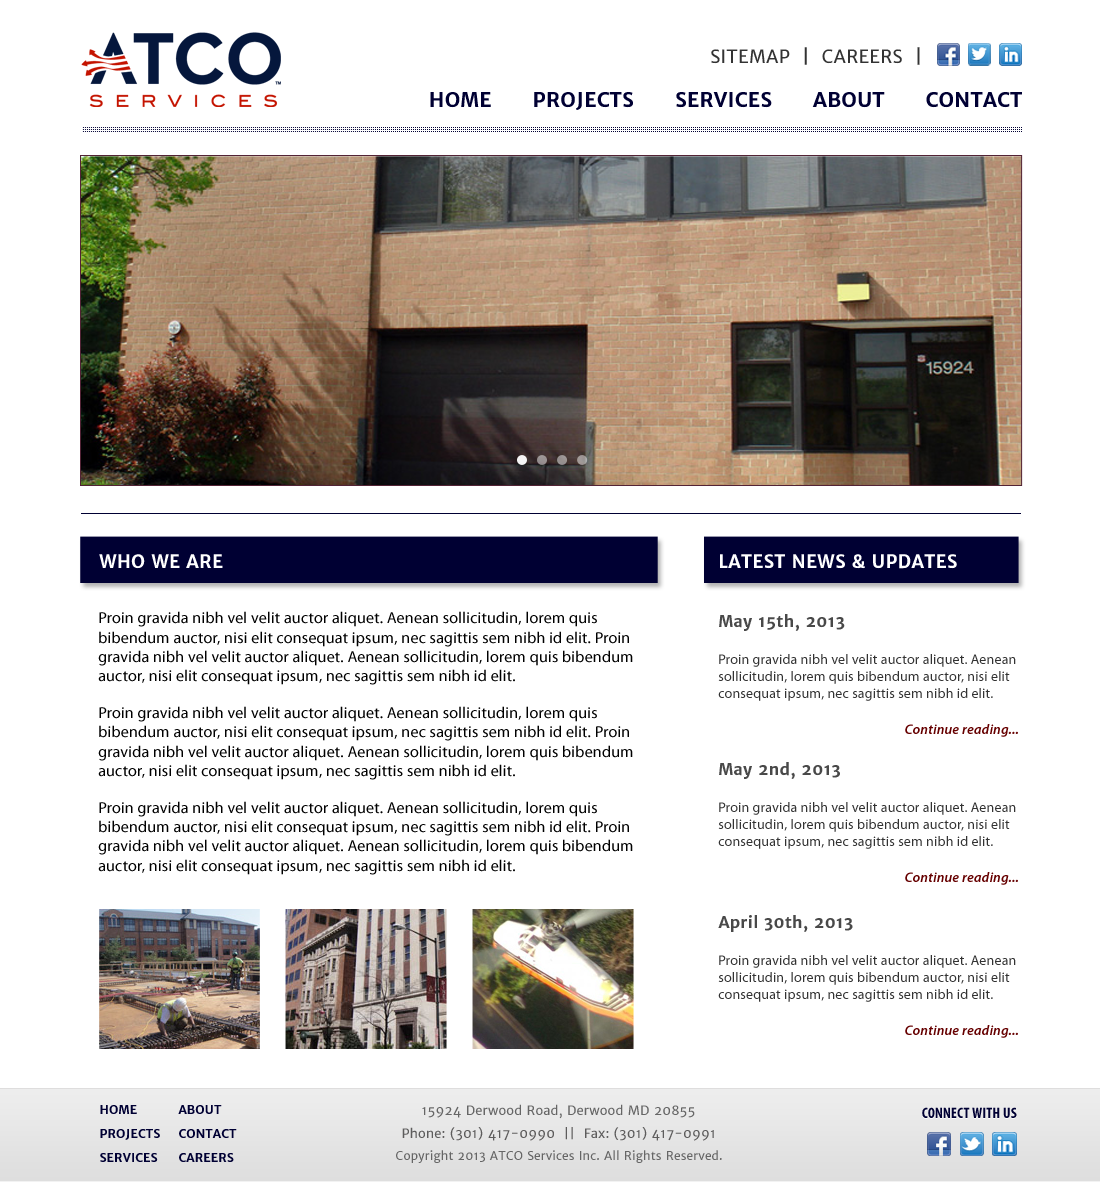 ATCO
SERVICES
™
SITEMAP | CAREERS |
HOME PROJECTS SERVICES ABOUT CONTACT
15924
WHO WE ARE
Proin gravida nibh vel velit auctor aliquet. Aenean sollicitudin, lorem quis
bibendum auctor, nisi elit consequat ipsum, nec sagittis sem nibh id elit. Proin
gravida nibh vel velit auctor aliquet. Aenean sollicitudin, lorem quis bibendum
auctor, nisi elit consequat ipsum, nec sagittis sem nibh id elit.
Proin gravida nibh vel velit auctor aliquet. Aenean sollicitudin, lorem quis
bibendum auctor, nisi elit consequat ipsum, nec sagittis sem nibh id elit. Proin
gravida nibh vel velit auctor aliquet. Aenean sollicitudin, lorem quis bibendum
auctor, nisi elit consequat ipsum, nec sagittis sem nibh id elit.
Proin gravida nibh vel velit auctor aliquet. Aenean sollicitudin, lorem quis
bibendum auctor, nisi elit consequat ipsum, nec sagittis sem nibh id elit. Proin
gravida nibh vel velit auctor aliquet. Aenean sollicitudin, lorem quis bibendum
auctor, nisi elit consequat ipsum, nec sagittis sem nibh id elit.
LATEST NEWS & UPDATES
May 15th, 2013
Proin gravida nibh vel velit auctor aliquet. Aenean
sollicitudin, lorem quis bibendum auctor, nisi elit
consequat ipsum, nec sagittis sem nibh id elit.
Continue reading...
May 2nd, 2013
Proin gravida nibh vel velit auctor aliquet. Aenean
sollicitudin, lorem quis bibendum auctor, nisi elit
consequat ipsum, nec sagittis sem nibh id elit.
Continue reading...
April 30th, 2013
Proin gravida nibh vel velit auctor aliquet. Aenean
sollicitudin, lorem quis bibendum auctor, nisi elit
consequat ipsum, nec sagittis sem nibh id elit.
Continue reading...
HOME ABOUT
PROJECTS CONTACT
SERVICES CAREERS
15924 Derwood Road, Derwood MD 20855
Phone: (301) 417-0990 || Fax: (301) 417-0991
Copyright 2013 ATCO Services Inc. All Rights Reserved.
CONNECT WITH US